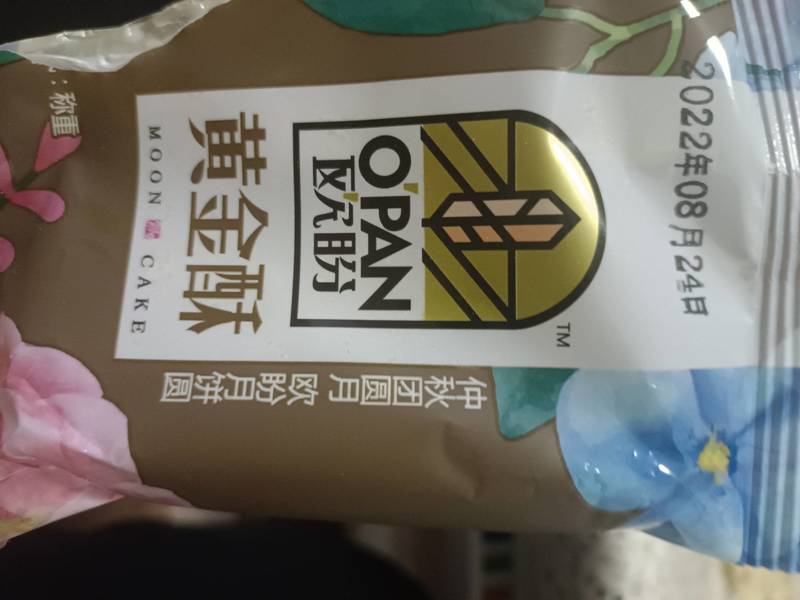 2022年08月24日
TM
O'PAN
欧盼
黄金酥
MOON CAKE
仲秋团圆月
欧盼月饼圆
：称重